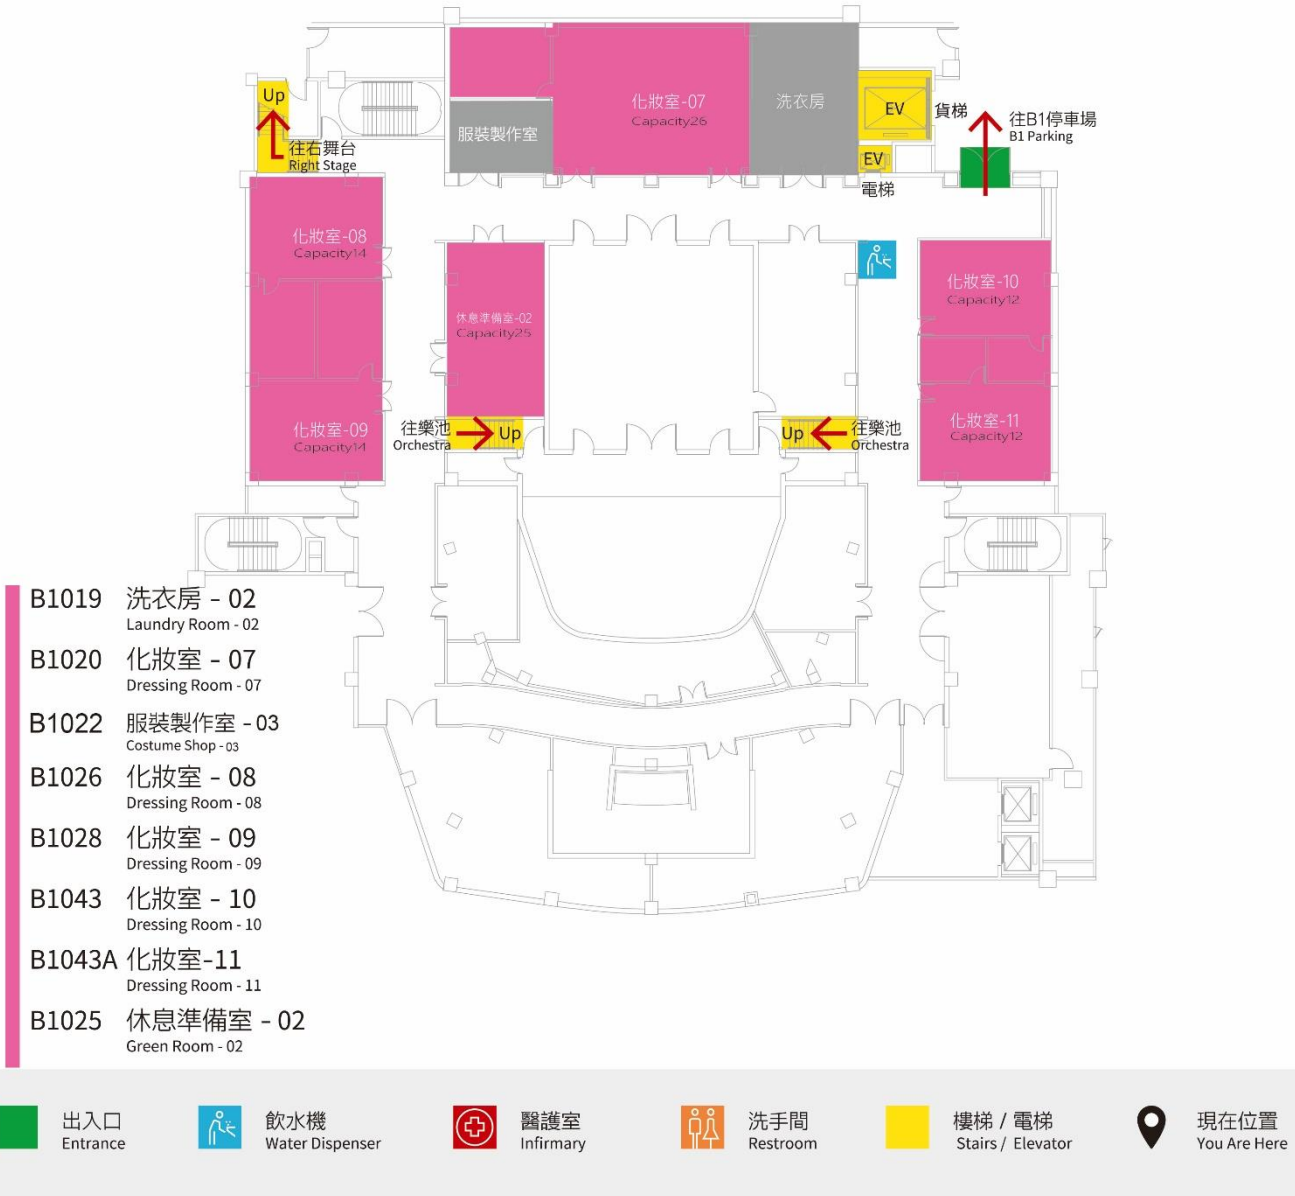 Up
往右舞台
Right Stage
化妝室-07
Capacity26
服裝製作室
洗衣房
EV
貨梯
EV
電梯
往B1停車場
B1 Parking
化妝室-08
Capacity14
休息準備室-02
Capacity25
化妝室-10
Capacity12
化妝室-09
Capacity14
往樂池
Orchestra
Up
Up
往樂池
Orchestra
化妝室-11
Capacity12
B1019 洗衣房 - 02
Laundry Room - 02
B1020 化妝室 - 07
Dressing Room - 07
B1022 服裝製作室 - 03
Costume Shop - 03
B1026 化妝室 - 08
Dressing Room - 08
B1028 化妝室 - 09
Dressing Room - 09
B1043 化妝室 - 10
Dressing Room - 10
B1043A 化妝室-11
Dressing Room - 11
B1025 休息準備室 - 02
Green Room - 02
出入口
Entrance
飲水機
Water Dispenser
醫護室
Infirmary
洗手間
Restroom
樓梯 / 電梯
Stairs / Elevator
現在位置
You Are Here